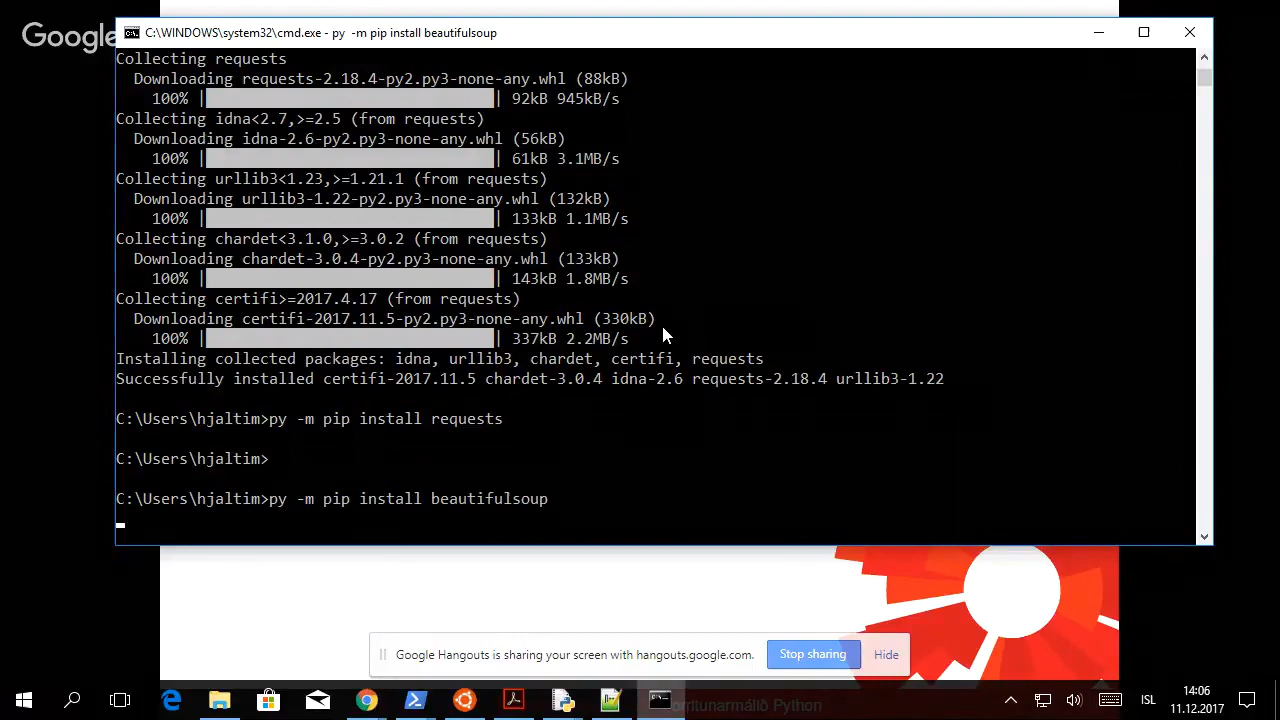 Google
C:\WINDOWS\system32\cmd.exe - py -m pip install beautifulsoup
Collecting requests
Downloading requests-2.18.4-py2.py3-none-any.whl (88kB)
100% | | 92kB 945kB/s
Collecting idna<2.7,>=2.5 (from requests)
Downloading idna-2.6-py2.py3-none-any.whl (56kB)
100% | | 61kB 3.1MB/s
Collecting urllib3<1.23,>=1.21.1 (from requests)
Downloading urllib3-1.22-py2.py3-none-any.whl (132kB)
100% | | 133kB 1.1MB/s
Collecting chardet<3.1.0,>=3.0.2 (from requests)
Downloading chardet-3.0.4-py2.py3-none-any.whl (133kB)
100% | | 143kB 1.8MB/s
Collecting certifi>=2017.4.17 (from requests)
Downloading certifi-2017.11.5-py2.py3-none-any.whl (330kB)
100% | | 337kB 2.2MB/s
Installing collected packages: idna, urllib3, chardet, certifi, requests
Successfully installed certifi-2017.11.5 chardet-3.0.4 idna-2.6 requests-2.18.4 urllib3-1.22
C:\Users\hjaltim>py -m pip install requests
C:\Users\hjaltim>
C:\Users\hjaltim>py -m pip install beautifulsoup
Google Hangouts is sharing your screen with hangouts.google.com.
Stop sharing
Hide
ÍSL
14:06
11.12.2017
Python